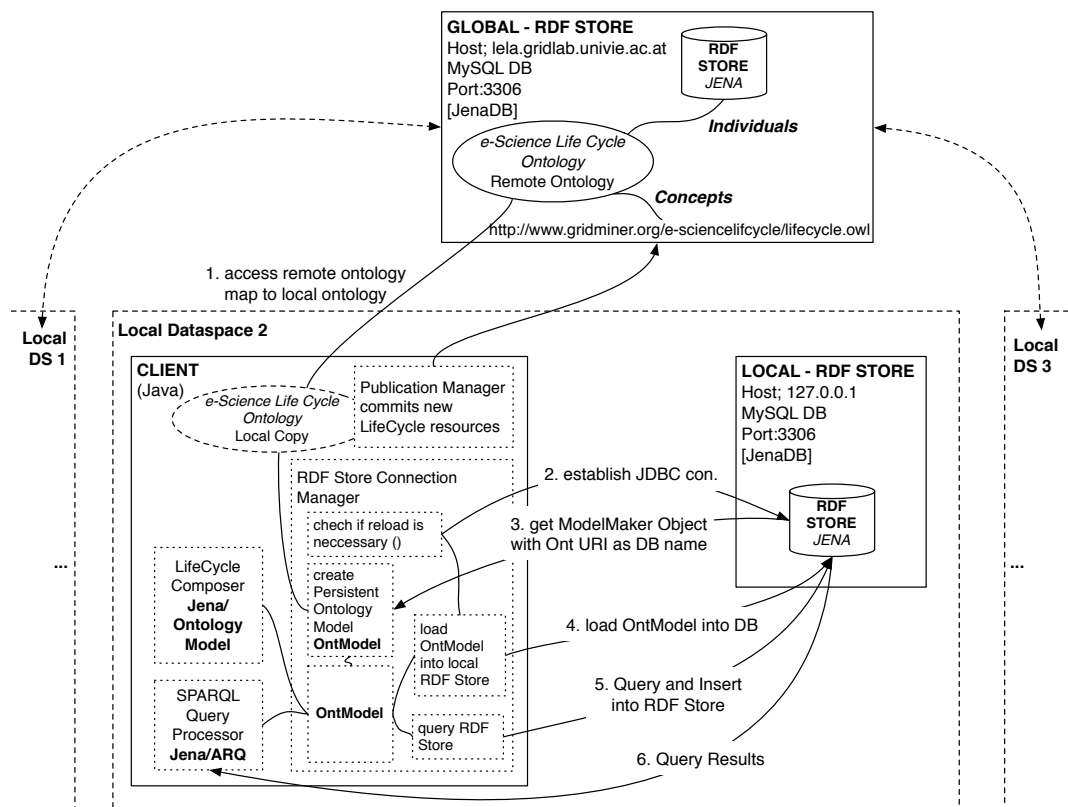 GLOBAL - RDF STORE
Host; lela.gridlab.univie.ac.at
MySQL DB
Port:3306
[JenaDB]
RDF
STORE
JENA
Individuals
e-Science Life Cycle
Ontology
Remote Ontology
Concepts
http://www.gridminer.org/e-sciencelifcycle/lifecycle.owl
1. access remote ontology
map to local ontology
Local
DS 1
...
Local Dataspace 2
CLIENT
(Java)
e-Science Life Cycle
Ontology
Local Copy
Publication Manager
commits new
LifeCycle resources
RDF Store Connection
Manager
chech if reload is
neccessary ()
create
Persistent
Ontology
Model
OntModel
load
OntModel
into local
RDF Store
OntModel
query RDF
Store
LifeCycle
Composer
Jena/
Ontology
Model
SPARQL
Query
Processor
Jena/ARQ
2. establish JDBC con.
3. get ModelMaker Object
with Ont URI as DB name
4. load OntModel into DB
5. Query and Insert
into RDF Store
6. Query Results
LOCAL - RDF STORE
Host; 127.0.0.1
MySQL DB
Port:3306
[JenaDB]
RDF
STORE
JENA
Local
DS 3
...